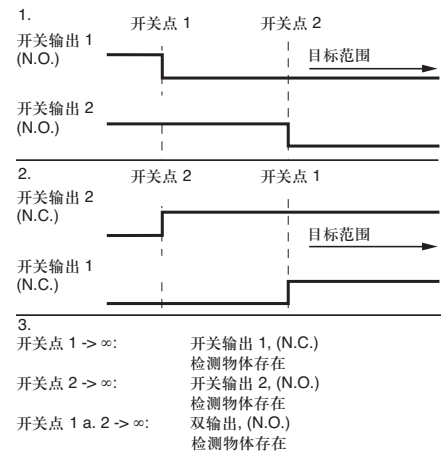 1.
开关点 1 开关点 2
开关输出 1
(N.O.)
目标范围
开关输出 2
(N.O.)
2.
开关点 2 开关点 1
开关输出 2
(N.C.)
目标范围
开关输出 1
(N.C.)
3.
开关点 1 -> ∞: 开关输出 1, (N.C.)
检测物体存在
开关点 2 -> ∞: 开关输出 2, (N.O.)
检测物体存在
开关点 1 a. 2 -> ∞: 双输出, (N.O.)
检测物体存在